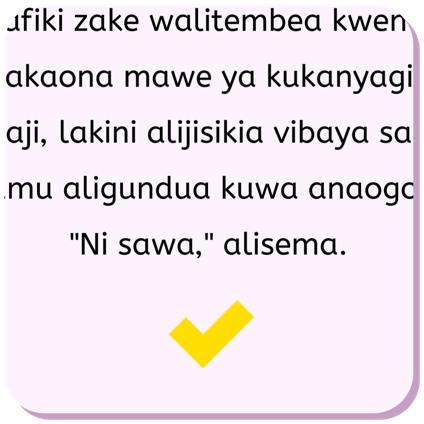 afiki zake walitembea kwen
akaona mawe ya kukanyagi
aji, lakini alijisikia vibaya sa
mu aligundua kuwa anaogo
"Ni sawa," alisema.